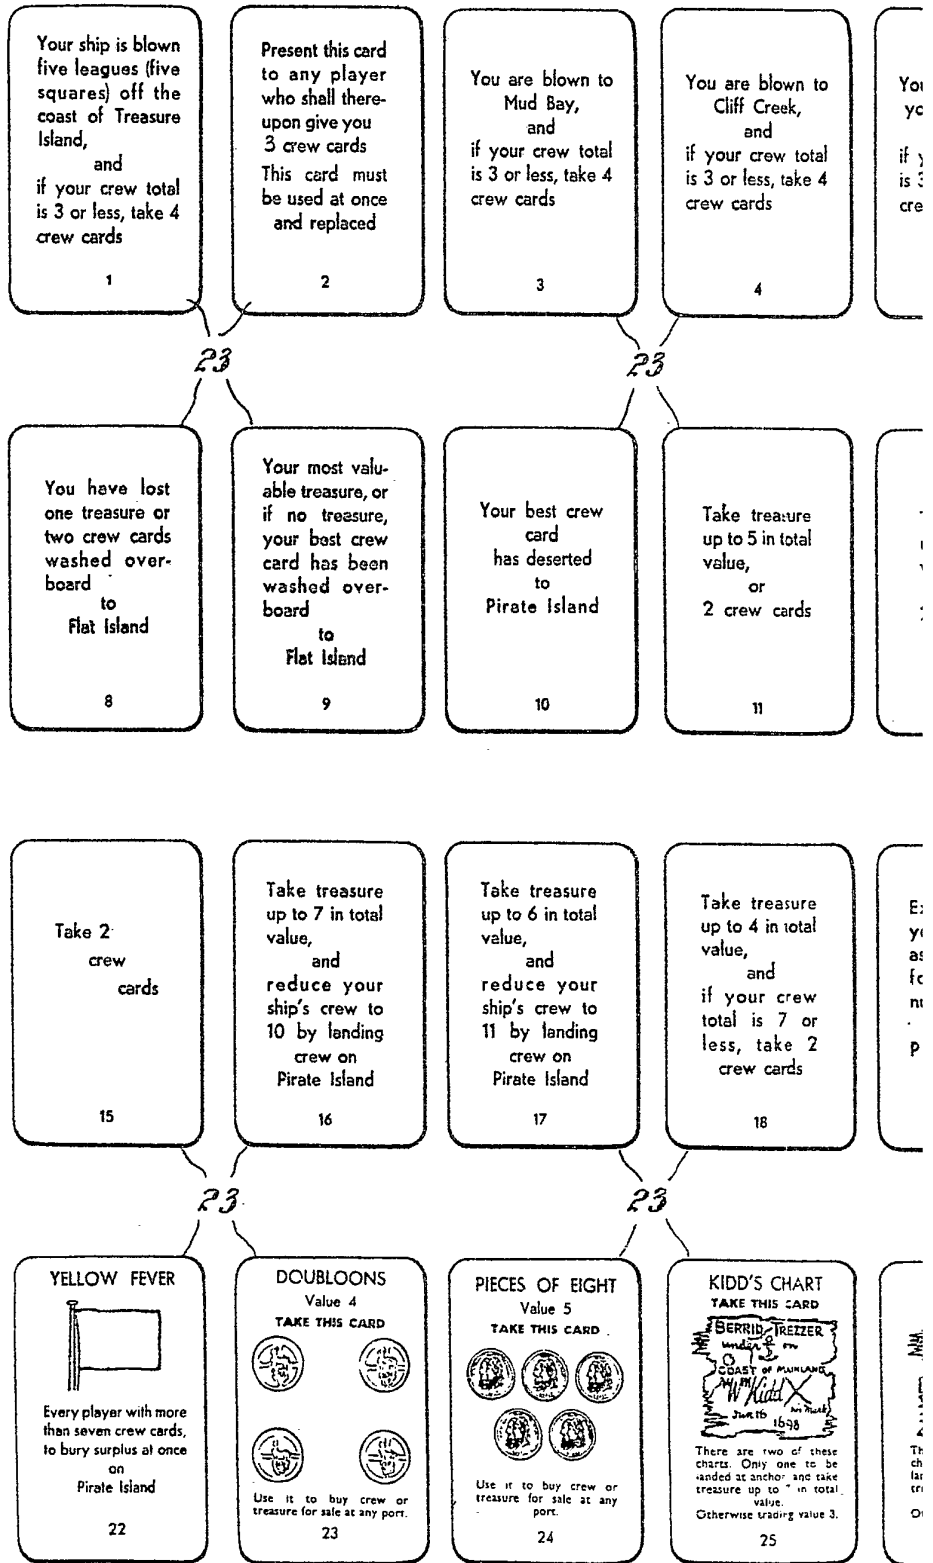 Your ship is blown
five leagues (five
squares) off the
coast of Treasure
Island,
and
if your crew total
is 3 or less, take 4
crew cards
1
Present this card
to any player
who shall there-
upon give you
3 crew cards
This card must
be used at once
and replaced
2
You are blown to
Mud Bay,
and
if your crew total
is 3 or less, take 4
crew cards
3
You are blown to
Cliff Creek,
and
if your crew total
is 3 or less, take 4
crew cards
4
23
23
You have lost
one treasure or
two crew cards
washed over-
board
to
Flat Island
8
Your most valu-
able treasure, or
if no treasure,
your best crew
card has been
washed over-
board
to
Flat Island
9
Your best crew
card
has deserted
to
Pirate Island
10
Take treasure
up to 5 in total
value,
or
2 crew cards
11
Take 2
crew
cards
15
Take treasure
up to 7 in total
value,
and
reduce your
ship's crew to
10 by landing
crew on
Pirate Island
16
Take treasure
up to 6 in total
value,
and
reduce your
ship's crew to
11 by landing
crew on
Pirate Island
17
Take treasure
up to 4 in total
value,
and
if your crew
total is 7 or
less, take 2
crew cards
18
23
23
YELLOW FEVER
Every player with more
than seven crew cards,
to bury surplus at once
on
Pirate Island
22
DOUBLOONS
Value 4
TAKE THIS CARD
Use it to buy crew or
treasure for sale at any
port.
23
PIECES OF EIGHT
Value 5
TAKE THIS CARD
Use it to buy crew or
treasure for sale at any
port.
24
KIDD'S CHART
TAKE THIS CARD
BERRID TREZZER
under on
COAST OF MUINLAND
W Kidd X
his mark
Jun 16
1698
There are two of these
charts. Only one to be
landed at anchor and take
treasure up to in total
value.
Otherwise trading value 3.
25